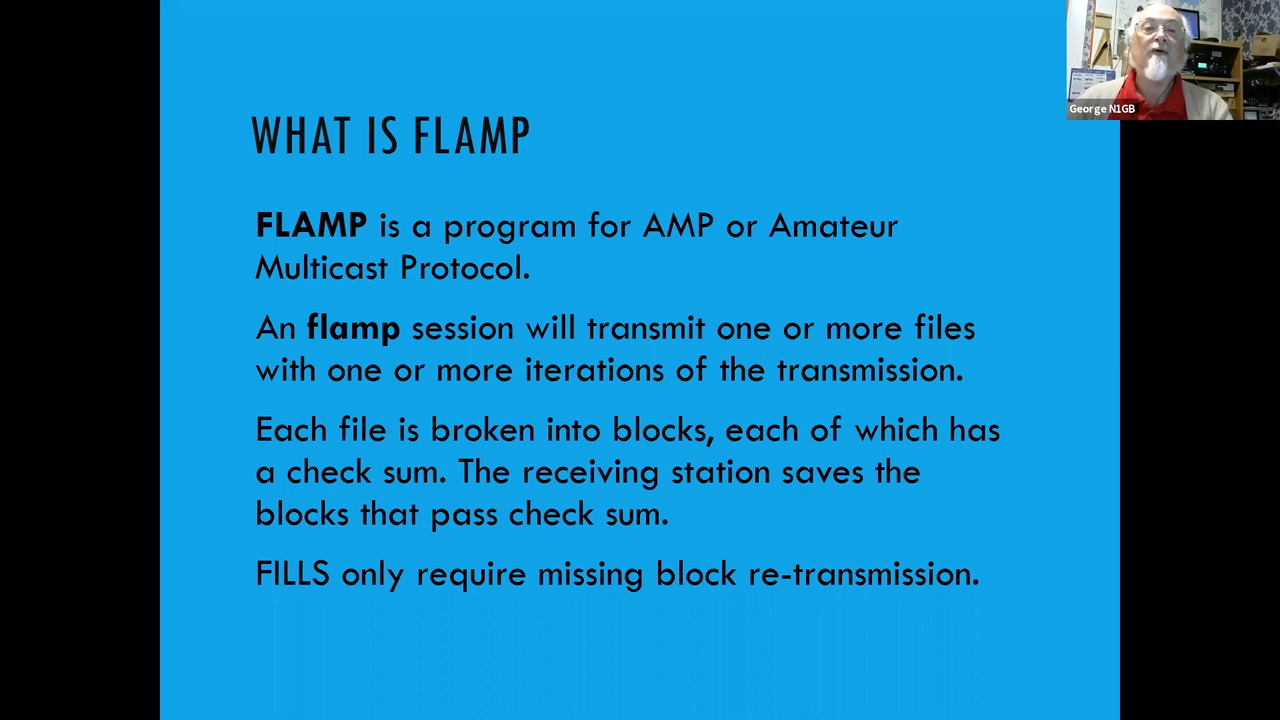 WHAT IS FLAMP
FLAMP is a program for AMP or Amateur
Multicast Protocol.
An flamp session will transmit one or more files
with one or more iterations of the transmission.
Each file is broken into blocks, each of which has
a check sum. The receiving station saves the
blocks that pass check sum.
FILLS only require missing block re-transmission.
George N1GB